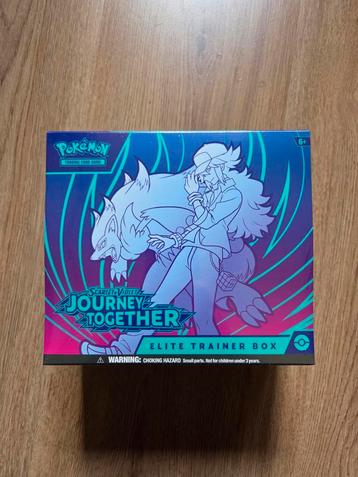 POKéMON
TRADING CARD GAME
6+
SCARLET & VIOLET
JOURNEY
TOGETHER
ELITE TRAINER BOX
WARNING: CHOKING HAZARD Small parts. Not for children under 3 years.